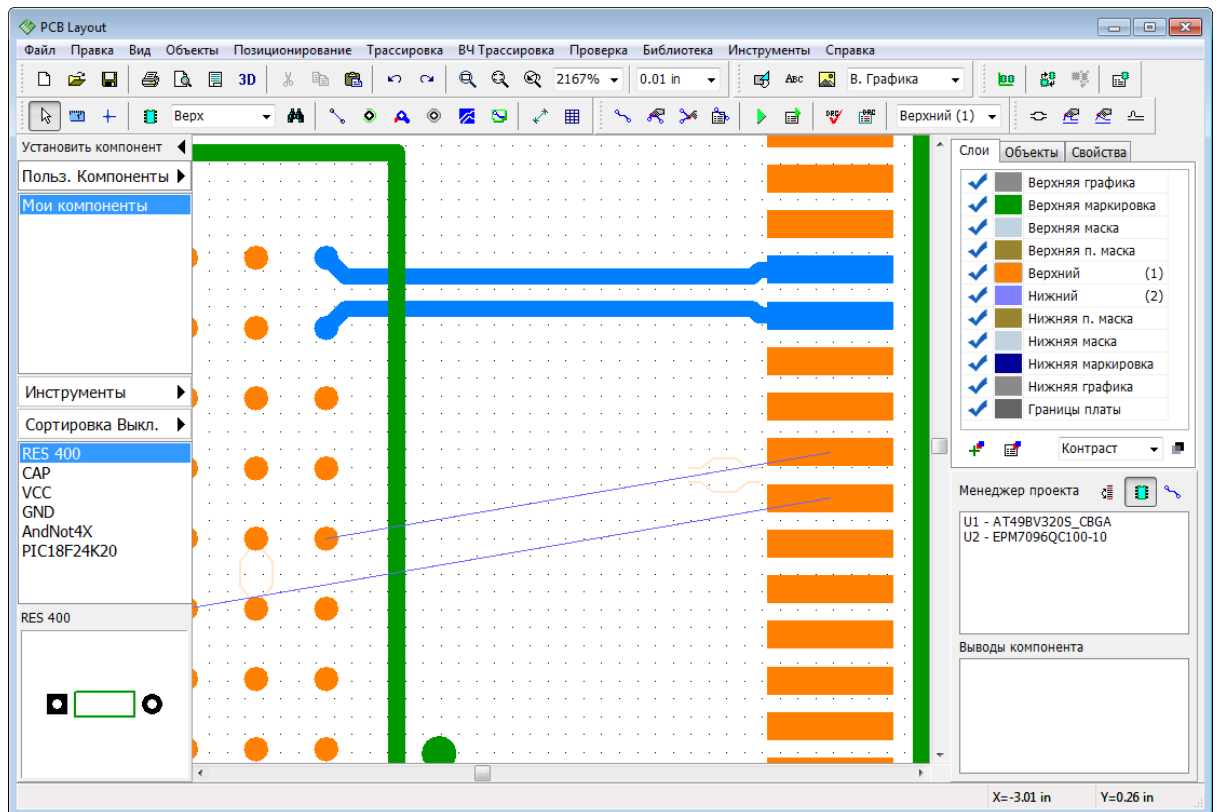 PCB Layout
Файл Правка Вид Объекты Позиционирование Трассировка ВЧ Трассировка Проверка Библиотека Инструменты Справка
3D 2167% 0.01 in ABC В. Графика
Верх DRC DRC Верхний (1)
Установить компонент
Польз. Компоненты
Мои компоненты
Инструменты
Сортировка Выкл.
RES 400
CAP
VCC
GND
AndNot4X
PIC18F24K20
RES 400
Слои Объекты Свойства
Верхняя графика
Верхняя маркировка
Верхняя маска
Верхняя п. маска
Верхний (1)
Нижний (2)
Нижняя п. маска
Нижняя маска
Нижняя маркировка
Нижняя графика
Границы платы
Контраст
Менеджер проекта
U1 - AT49BV320S_CBGA
U2 - EPM7096QC100-10
Выводы компонента
X=-3.01 in Y=0.26 in